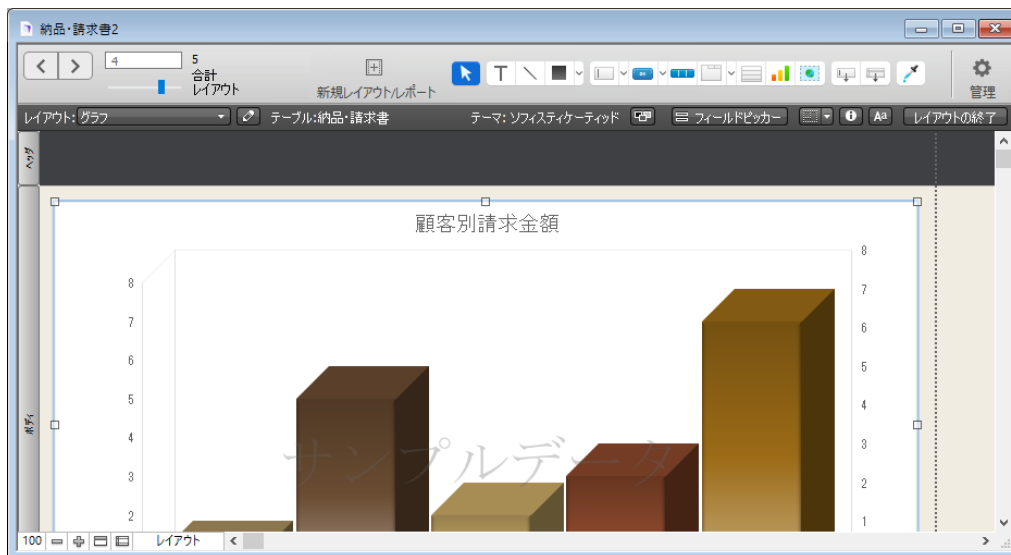 納品・請求書2
4
5
合計
レイアウト
新規レイアウト/レポート
T
管理
レイアウト: グラフ
テーブル:納品・請求書
テーマ: ソフィスティケーティッド
フィールドピッカー
Aa
レイアウトの終了
ヘッダ
ボディ
顧客別請求金額
8
7
6
5
4
3
2
8
7
6
5
4
3
2
1
サンプルデータ
100
レイアウト